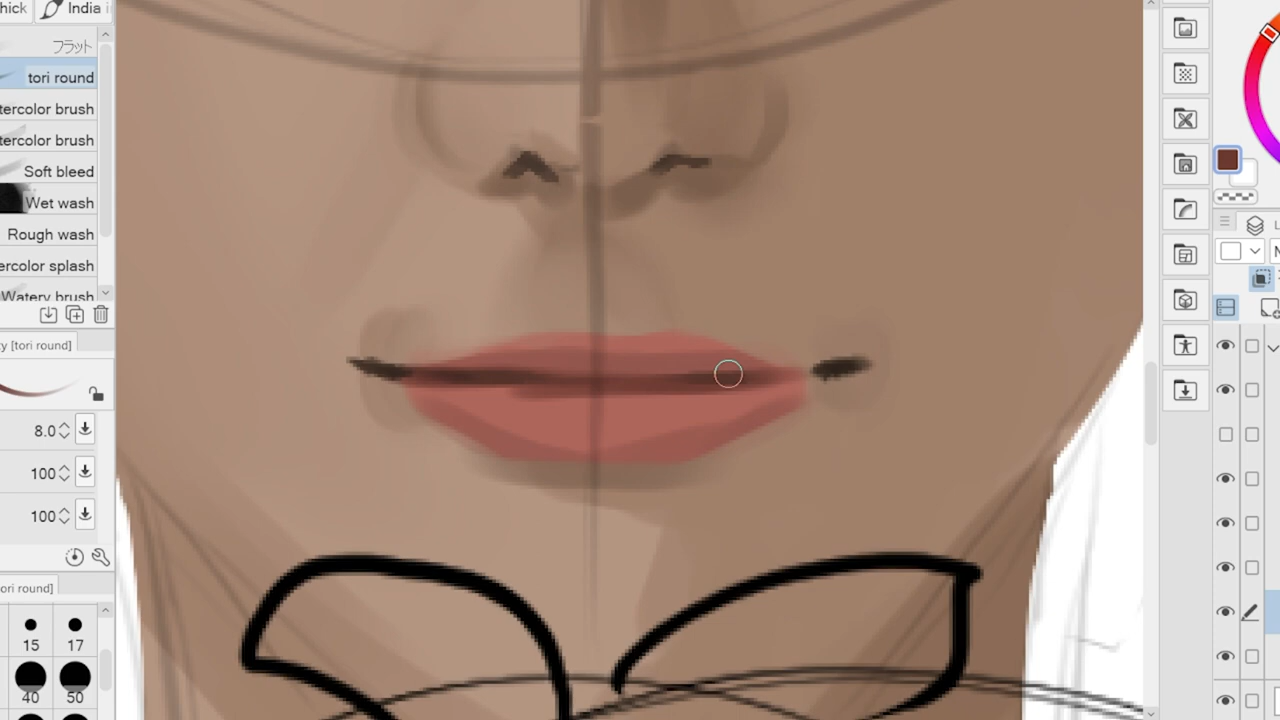 hick
India i
フラット
tori round
tercolor brush
tercolor brush
Soft bleed
Wet wash
Rough wash
ercolor splash
Watery brush
ty [tori round]
8.0
100
100
ori round]
15
17
40
50